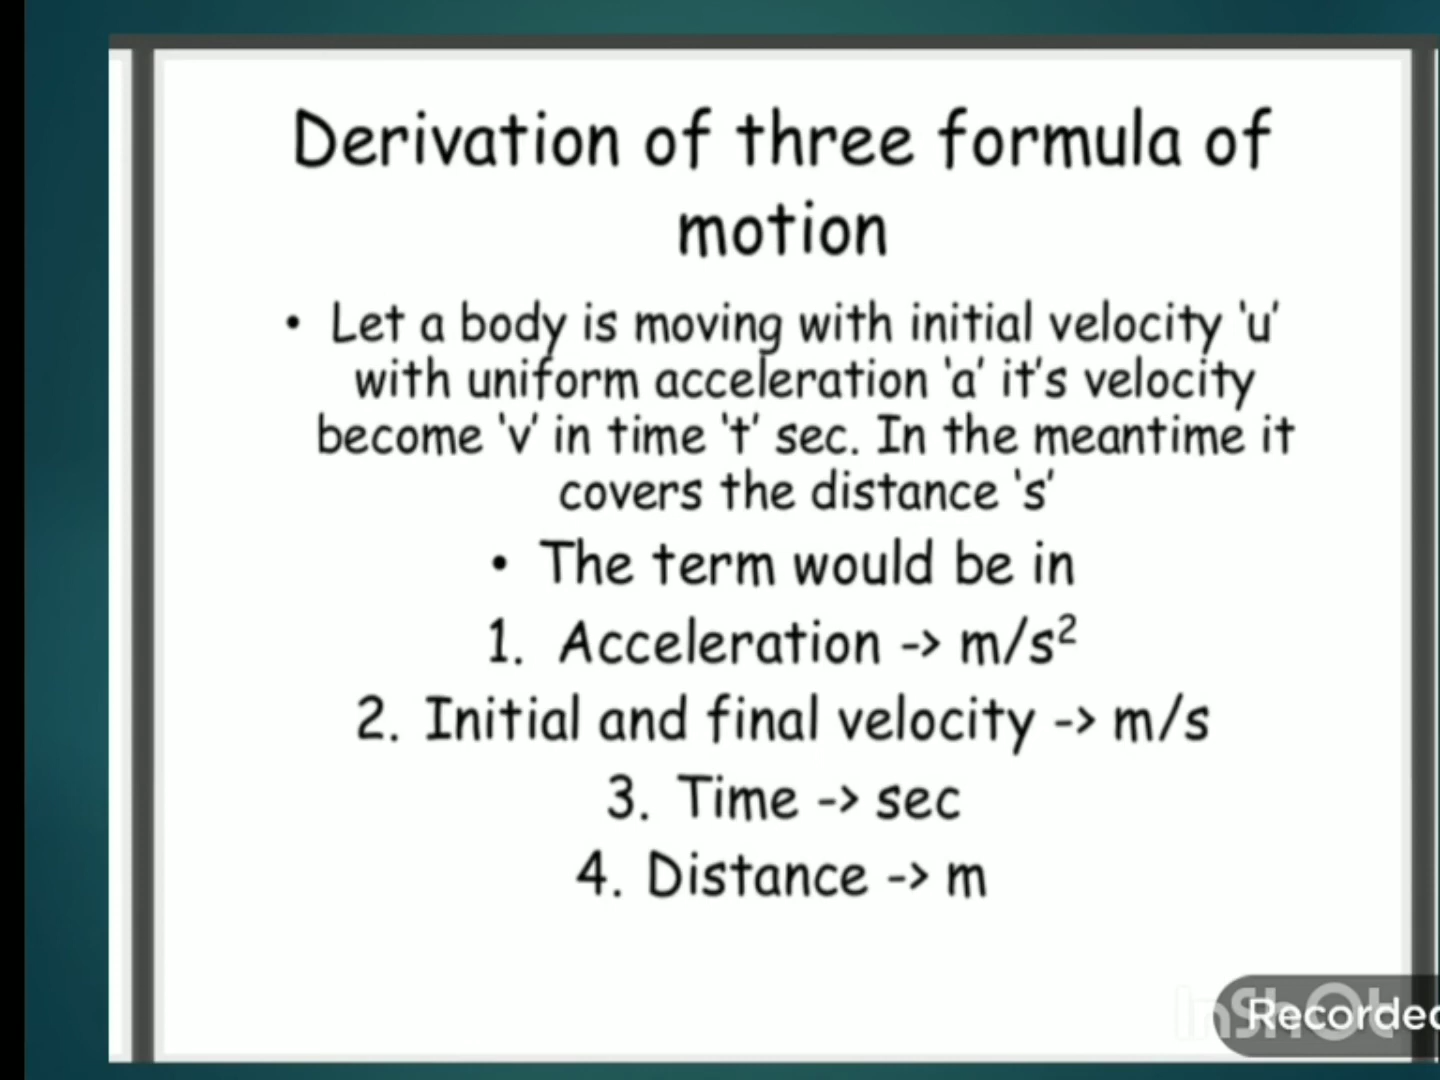 Derivation of three formula of
motion
• Let a body is moving with initial velocity ‘u’
with uniform acceleration ‘a’ it’s velocity
become ‘v’ in time ‘t’ sec. In the meantime it
covers the distance ‘s’
• The term would be in
1. Acceleration -> m/s²
2. Initial and final velocity -> m/s
3. Time -> sec
4. Distance -> m
InShOt
Recorded